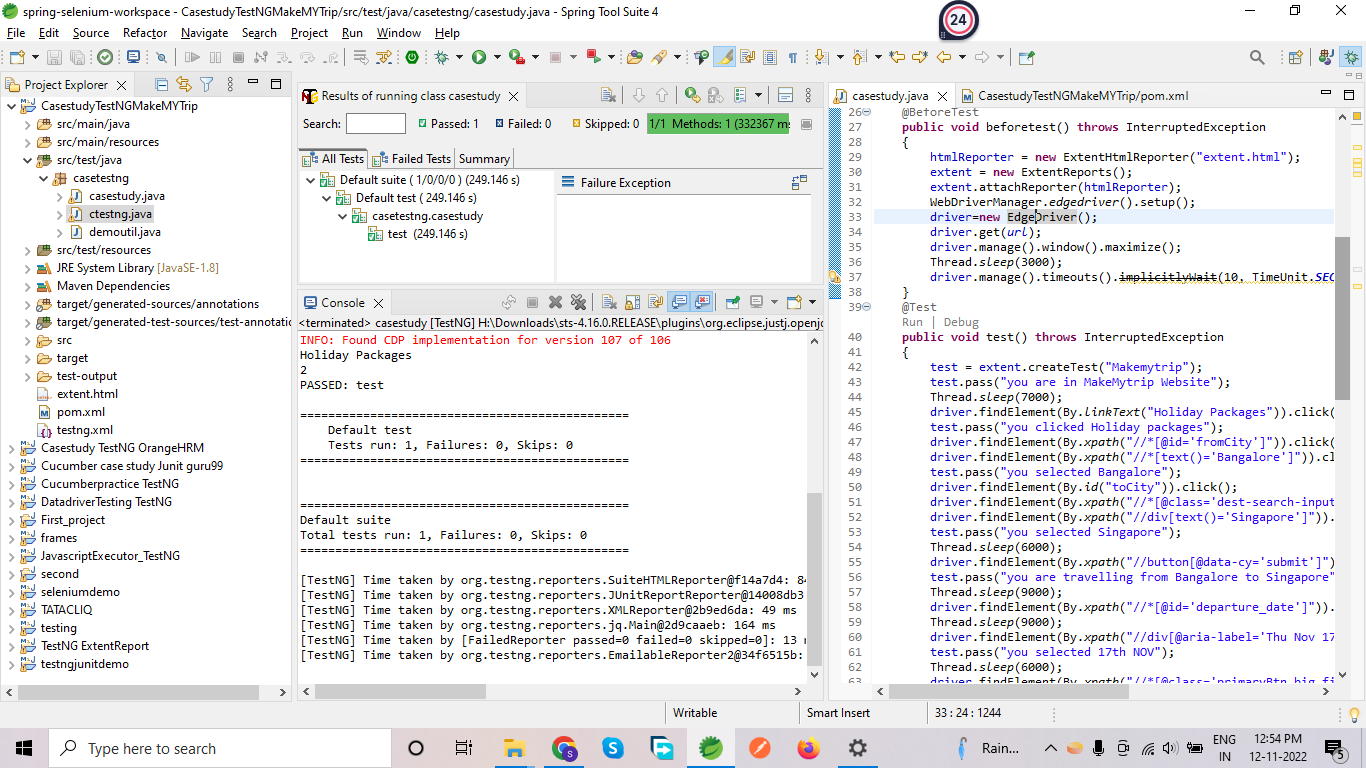 spring-selenium-workspace - CasestudyTestNGMakeMYTrip/src/test/java/casetestng/casestudy.java - Spring Tool Suite 4
24
File Edit Source Refactor Navigate Search Project Run Window Help
Project Explorer
CasestudyTestNGMakeMYTrip
src/main/java
src/main/resources
src/test/java
casetestng
casestudy.java
ctestng.java
demoutil.java
src/test/resources
JRE System Library [JavaSE-1.8]
Maven Dependencies
target/generated-sources/annotations
target/generated-test-sources/test-annotatio
src
target
test-output
extent.html
pom.xml
testng.xml
Casestudy TestNG OrangeHRM
Cucumber case study Junit guru99
Cucumberpractice TestNG
DatadriverTesting TestNG
First_project
frames
JavascriptExecutor_TestNG
second
seleniumdemo
TATACLIQ
testing
TestNG ExtentReport
testngjunitdemo
Results of running class casestudy
Search: Passed: 1 Failed: 0 Skipped: 0 1/1 Methods: 1 (332367 ms
All Tests Failed Tests Summary
Default suite ( 1/0/0/0 ) (249.146 s)
Default test ( 249.146 s)
casetestng.casestudy
test (249.146 s)
Failure Exception
Console
<terminated> casestudy [TestNG] H:\Downloads\sts-4.16.0.RELEASE\plugins\org.eclipse.justj.openjd
INFO: Found CDP implementation for version 107 of 106
Holiday Packages
2
PASSED: test
===============================================
Default test
Tests run: 1, Failures: 0, Skips: 0
===============================================
===============================================
Default suite
Total tests run: 1, Failures: 0, Skips: 0
===============================================
[TestNG] Time taken by org.testng.reporters.SuiteHTMLReporter@f14a7d4: 84
[TestNG] Time taken by org.testng.reporters.JUnitReportReporter@14008db3
[TestNG] Time taken by org.testng.reporters.XMLReporter@2b9ed6da: 49 ms
[TestNG] Time taken by org.testng.reporters.jq.Main@2d9caaeb: 164 ms
[TestNG] Time taken by [FailedReporter passed=0 failed=0 skipped=0]: 13 m
[TestNG] Time taken by org.testng.reporters.EmailableReporter2@34f6515b:
casestudy.java CasestudyTestNGMakeMYTrip/pom.xml
26 @BeforeTest
27 public void beforetest() throws InterruptedException
28 {
29 htmlReporter = new ExtentHtmlReporter("extent.html");
30 extent = new ExtentReports();
31 extent.attachReporter(htmlReporter);
32 WebDriverManager.edgedriver().setup();
33 driver=new EdgeDriver();
34 driver.get(url);
35 driver.manage().window().maximize();
36 Thread.sleep(3000);
37 driver.manage().timeouts().implicitlyWait(10, TimeUnit.SEC
38 }
39 @Test
Run | Debug
40 public void test() throws InterruptedException
41 {
42 test = extent.createTest("Makemytrip");
43 test.pass("you are in MakeMytrip Website");
44 Thread.sleep(7000);
45 driver.findElement(By.linkText("Holiday Packages")).click(
46 test.pass("you clicked Holiday packages");
47 driver.findElement(By.xpath("//*[@id='fromCity']")).click(
48 driver.findElement(By.xpath("//*[text()='Bangalore']")).cl
49 test.pass("you selected Bangalore");
50 driver.findElement(By.id("toCity")).click();
51 driver.findElement(By.xpath("//*[@class='dest-search-input
52 driver.findElement(By.xpath("//div[text()='Singapore']")).
53 test.pass("you selected Singapore");
54 Thread.sleep(6000);
55 driver.findElement(By.xpath("//button[@data-cy='submit']")
56 test.pass("you are travelling from Bangalore to Singapore"
57 Thread.sleep(9000);
58 driver.findElement(By.xpath("//*[@id='departure_date']")).
59 Thread.sleep(9000);
60 driver.findElement(By.xpath("//div[@aria-label='Thu Nov 17
61 test.pass("you selected 17th NOV");
62 Thread.sleep(6000);
63 driver.findElement(By.xpath("//*[@class='primaryBtn big fi
Writable Smart Insert 33 : 24 : 1244
Type here to search
Rain... ENG IN 12:54 PM 12-11-2022 5